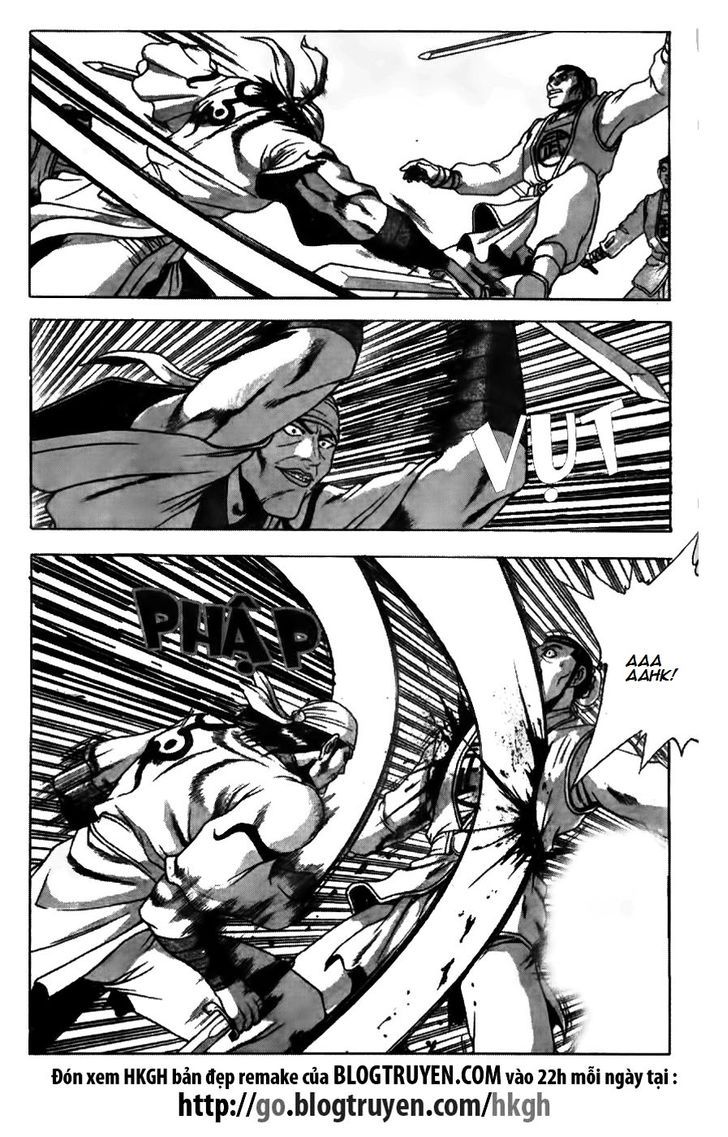 VỤT
PHẬP
AAA
AAHK!
Đón xem HKGH bản đẹp remake của BLOGTRUYEN.COM vào 22h mỗi ngày tại :
http://go.blogtruyen.com/hkgh